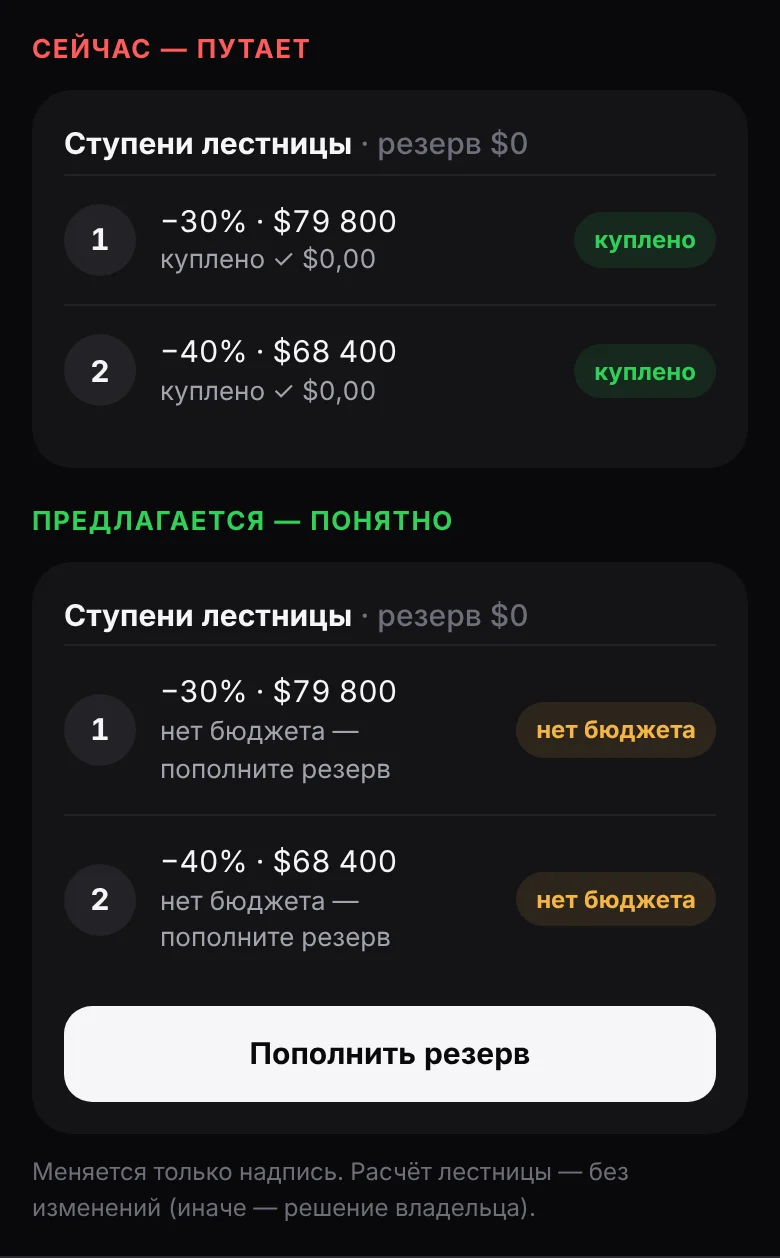 СЕЙЧАС — ПУТАЕТ
Ступени лестницы · резерв $0
1
−30% · $79 800
куплено ✓ $0,00
куплено
2
−40% · $68 400
куплено ✓ $0,00
куплено
ПРЕДЛАГАЕТСЯ — ПОНЯТНО
Ступени лестницы · резерв $0
1
−30% · $79 800
нет бюджета —
пополните резерв
нет бюджета
2
−40% · $68 400
нет бюджета —
пополните резерв
нет бюджета
Пополнить резерв
Меняется только надпись. Расчёт лестницы — без
изменений (иначе — решение владельца).